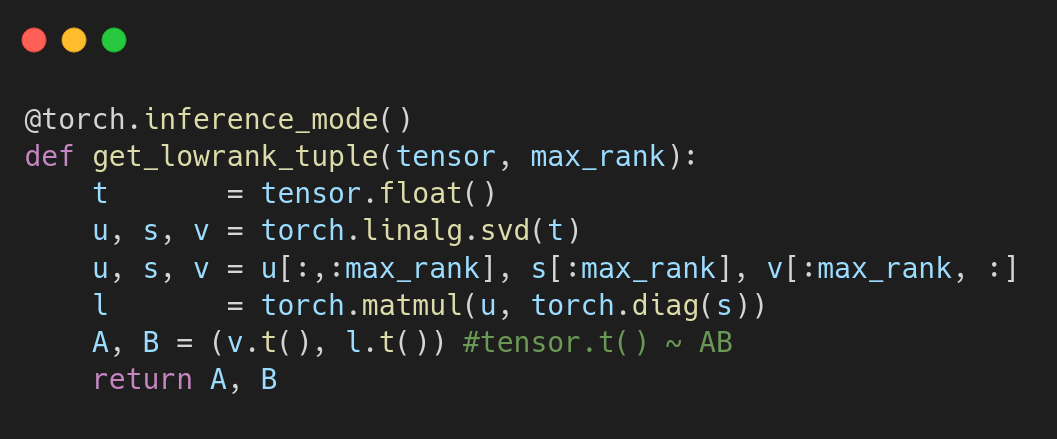 @torch.inference_mode()
def get_lowrank_tuple(tensor, max_rank):
    t       = tensor.float()
    u, s, v = torch.linalg.svd(t)
    u, s, v = u[:,:max_rank], s[:max_rank], v[:max_rank, :]
    l       = torch.matmul(u, torch.diag(s))
    A, B = (v.t(), l.t()) #tensor.t() ~ AB
    return A, B